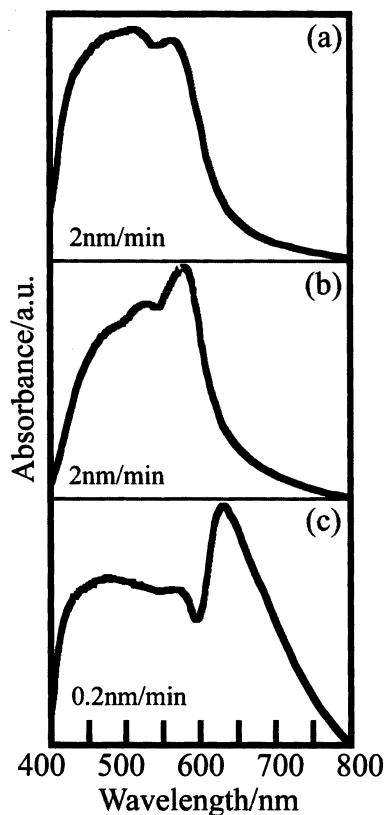 (a)
2nm/min
(b)
2nm/min
(c)
0.2nm/min
Absorbance/a.u.
400 500 600 700 800
Wavelength/nm